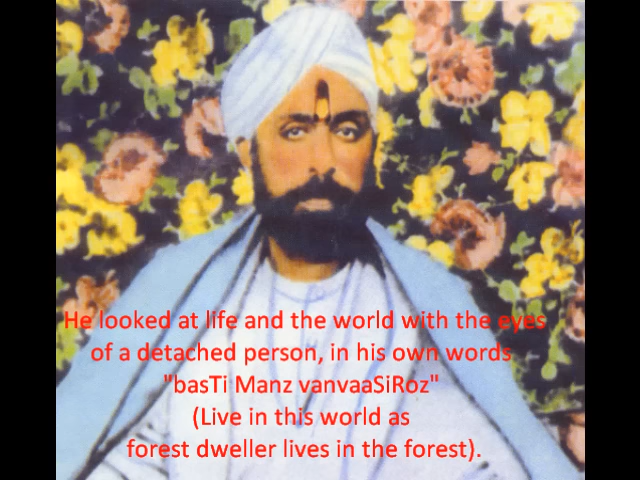 He looked at life and the world with the eyes
of a detached person, in his own words
"basTi Manz vanvaaSiRoz"
(Live in this world as
forest dweller lives in the forest).